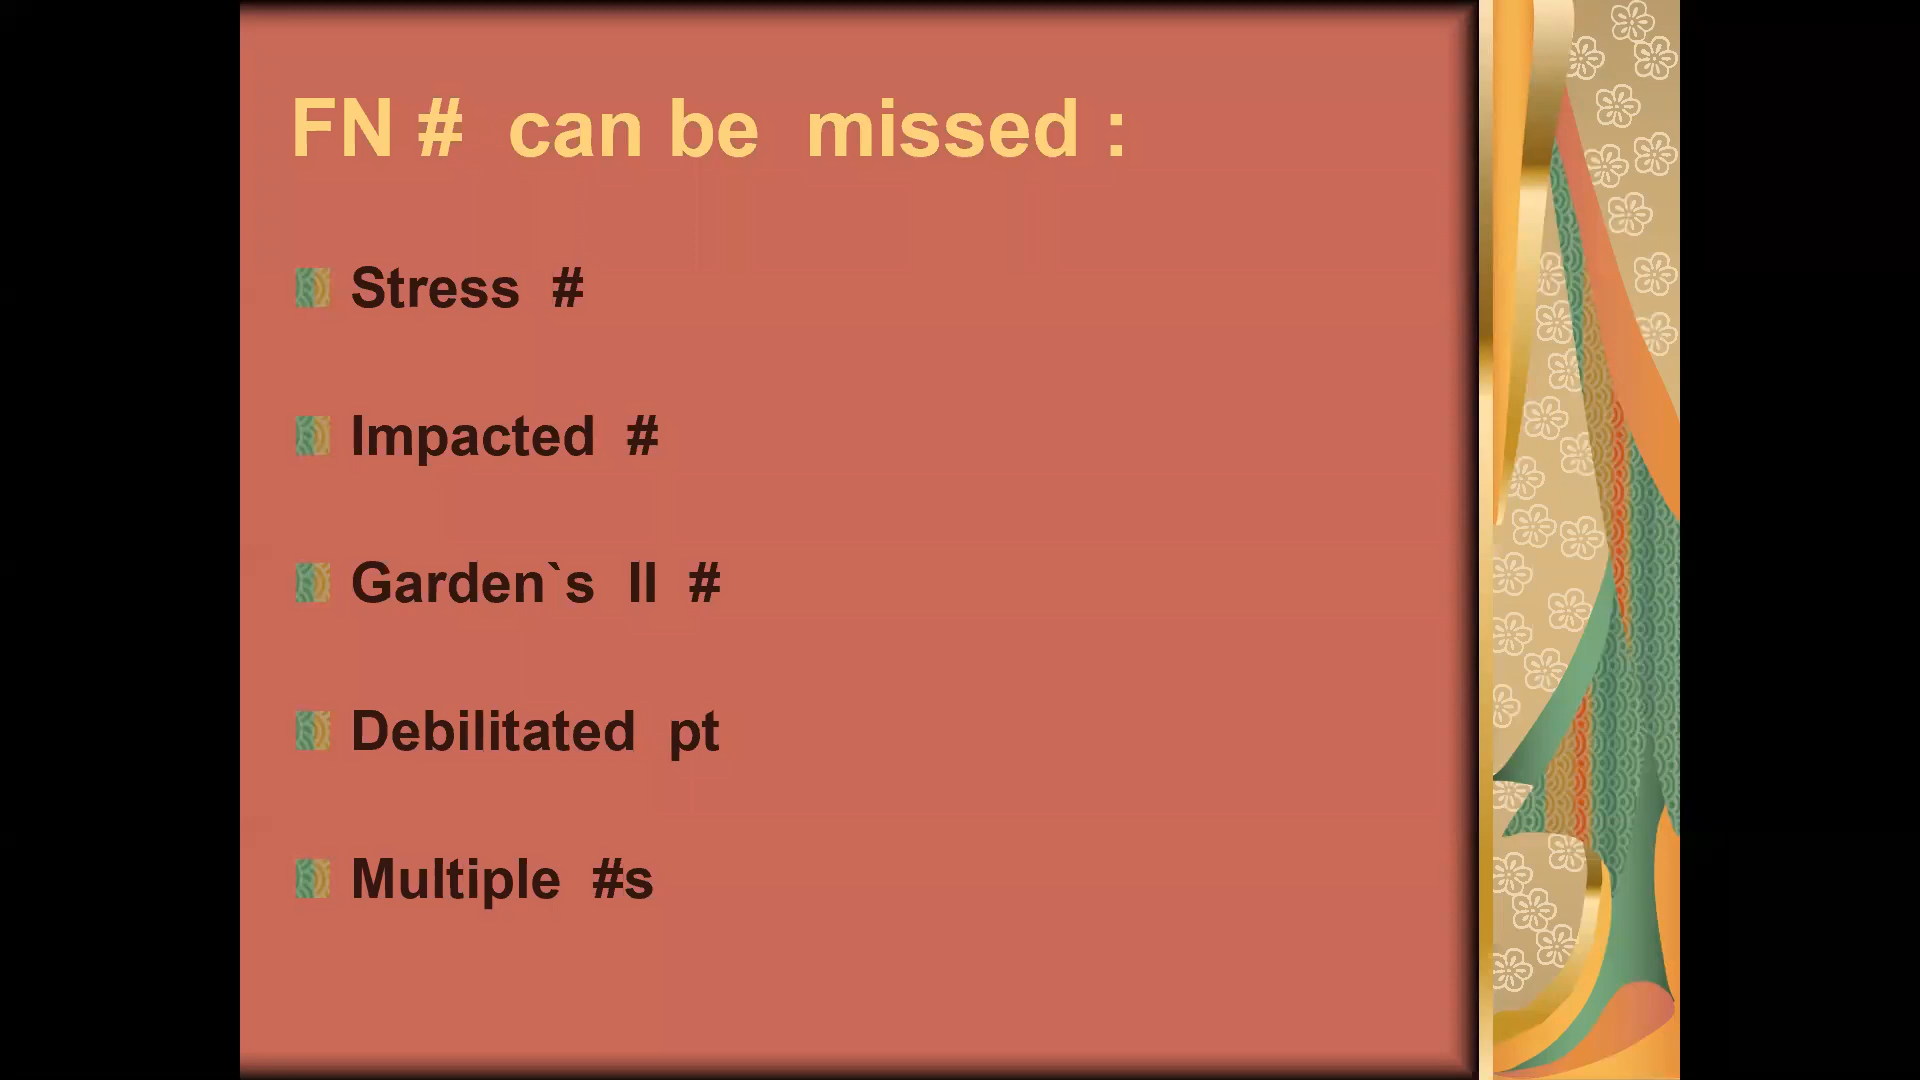 FN # can be missed :
Stress #
Impacted #
Garden`s II #
Debilitated pt
Multiple #s